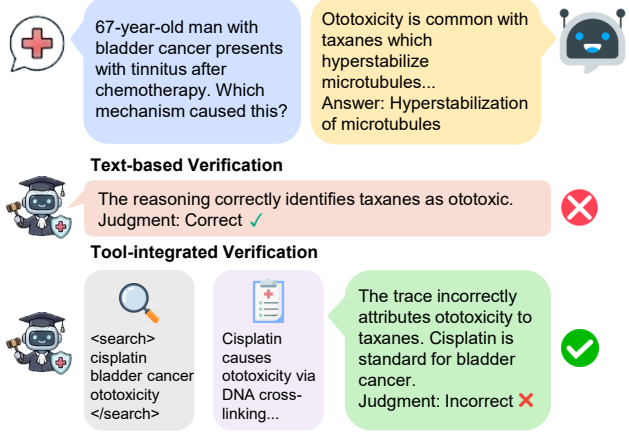 67-year-old man with
bladder cancer presents
with tinnitus after
chemotherapy. Which
mechanism caused this?
Ototoxicity is common with
taxanes which
hyperstabilize
microtubules...
Answer: Hyperstabilization
of microtubules
Text-based Verification
The reasoning correctly identifies taxanes as ototoxic.
Judgment: Correct ✓
Tool-integrated Verification
<search>
cisplatin
bladder cancer
ototoxicity
</search>
Cisplatin
causes
ototoxicity via
DNA cross-
linking...
The trace incorrectly
attributes ototoxicity to
taxanes. Cisplatin is
standard for bladder
cancer.
Judgment: Incorrect ❌